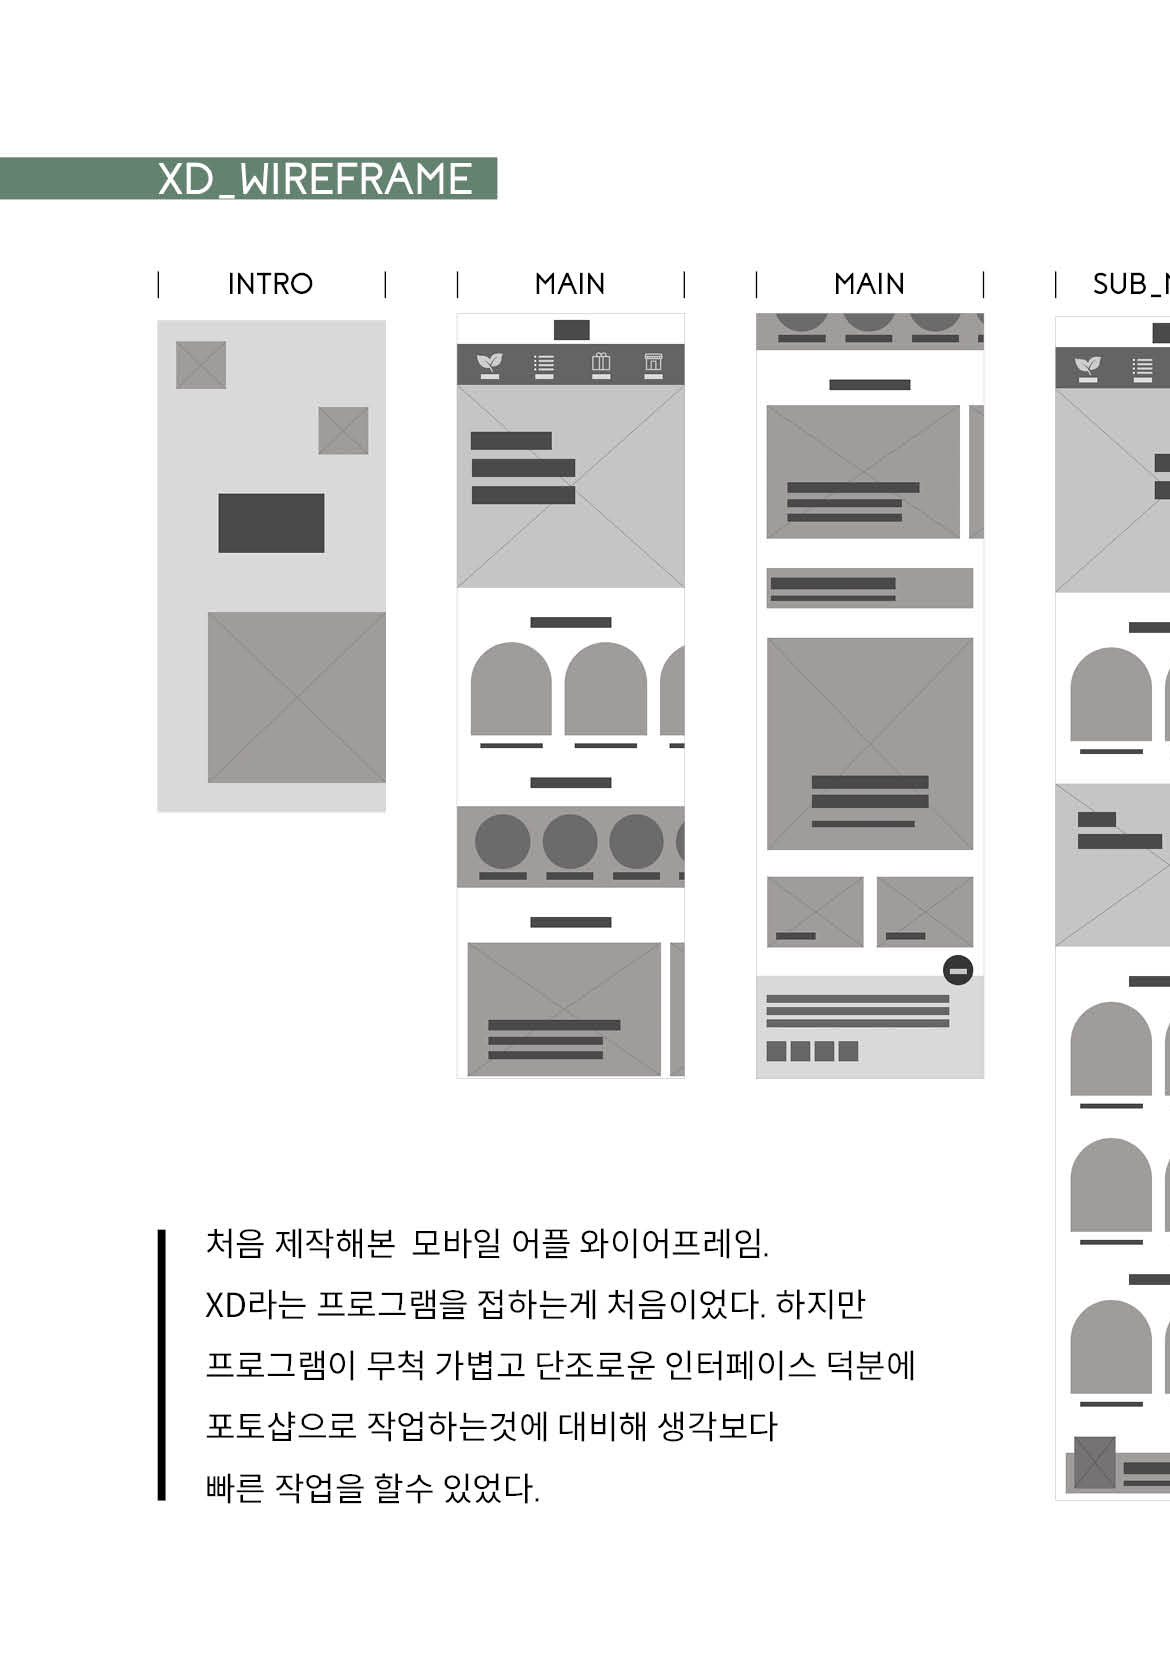 XD_WIREFRAME
INTRO
MAIN
MAIN
처음 제작해본  모바일 어플 와이어프레임.
XD라는 프로그램을 접하는게 처음이었다. 하지만
프로그램이 무척 가볍고 단조로운 인터페이스 덕분에
포토샵으로 작업하는것에 대비해 생각보다
빠른 작업을 할수 있었다.